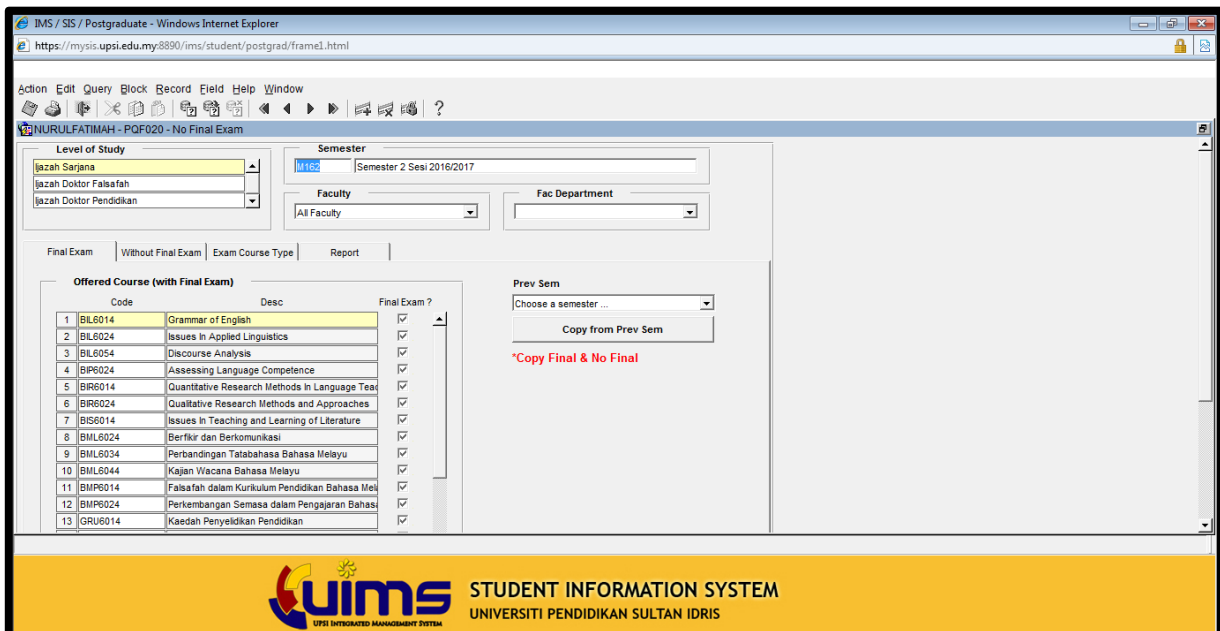 IMS / SIS / Postgraduate - Windows Internet Explorer
https://mysis.upsi.edu.my:8890/ims/student/postgrad/frame1.html
Action Edit Query Block Record Field Help Window
NURULFATIMAH - PQF020 - No Final Exam
Level of Study
Ijazah Sarjana
Ijazah Doktor Falsafah
Ijazah Doktor Pendidikan
Semester
M162 Semester 2 Sesi 2016/2017
Faculty
All Faculty
Fac Department
Final Exam Without Final Exam Exam Course Type Report
Offered Course (with Final Exam)
Code Desc Final Exam ?
1 BIL6014 Grammar of English
2 BIL6024 Issues In Applied Linguistics
3 BIL6054 Discourse Analysis
4 BIP6024 Assessing Language Competence
5 BIR6014 Quantitative Research Methods In Language Teac
6 BIR6024 Qualitative Research Methods and Approaches
7 BIS6014 Issues In Teaching and Learning of Literature
8 BML6024 Berfikir dan Berkomunikasi
9 BML6034 Perbandingan Tatabahasa Bahasa Melayu
10 BML6044 Kajian Wacana Bahasa Melayu
11 BMP6014 Falsafah dalam Kurikulum Pendidikan Bahasa Mel
12 BMP6024 Perkembangan Semasa dalam Pengajaran Bahasa
13 GRU6014 Kaedah Penyelidikan Pendidikan
Prev Sem
Choose a semester ...
Copy from Prev Sem
*Copy Final & No Final
uims
UPSI INTEGRATED MANAGEMENT SYSTEM
STUDENT INFORMATION SYSTEM
UNIVERSITI PENDIDIKAN SULTAN IDRIS